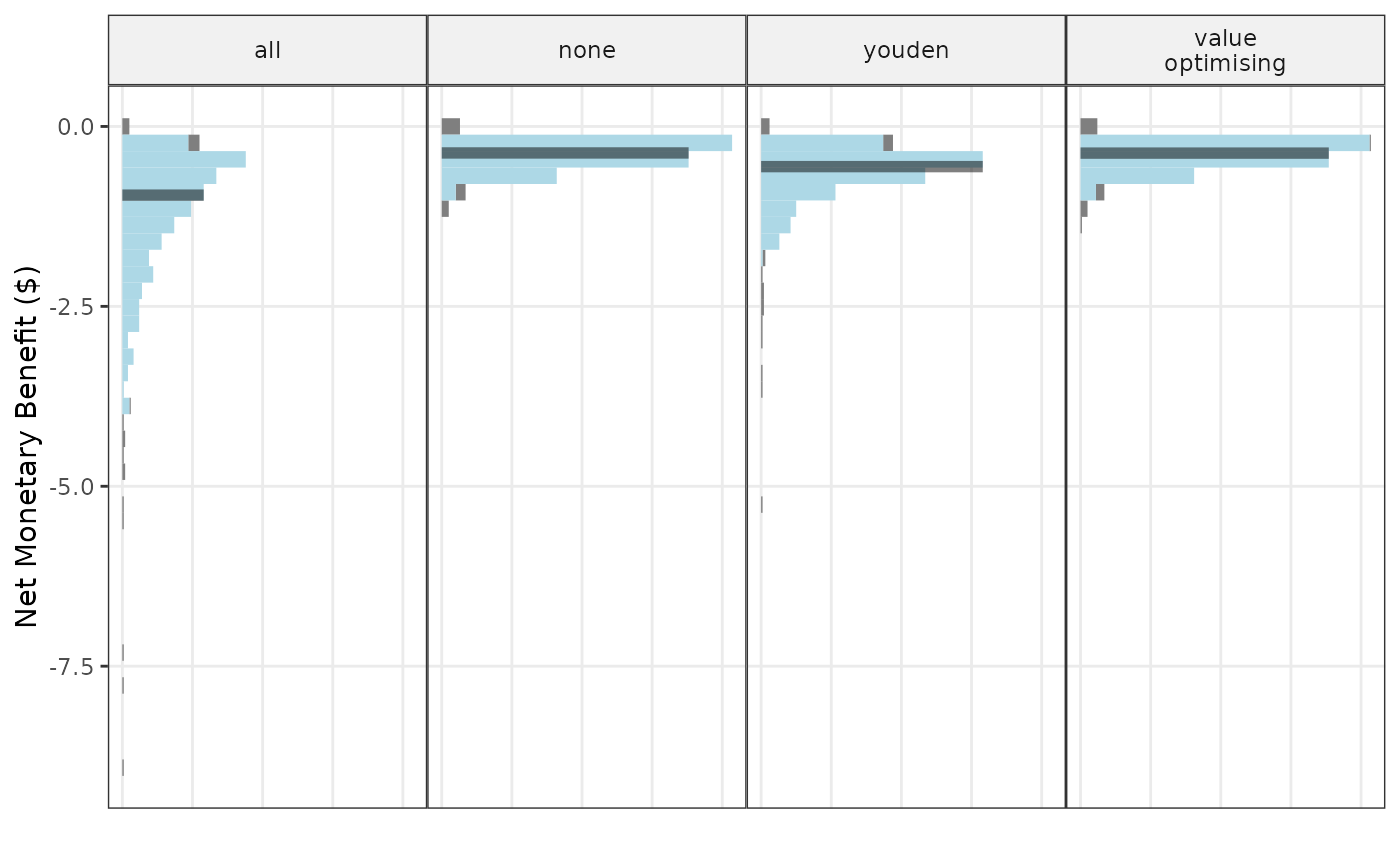 all
none
youden
value
optimising
Net Monetary Benefit ($)
0.0
-2.5
-5.0
-7.5